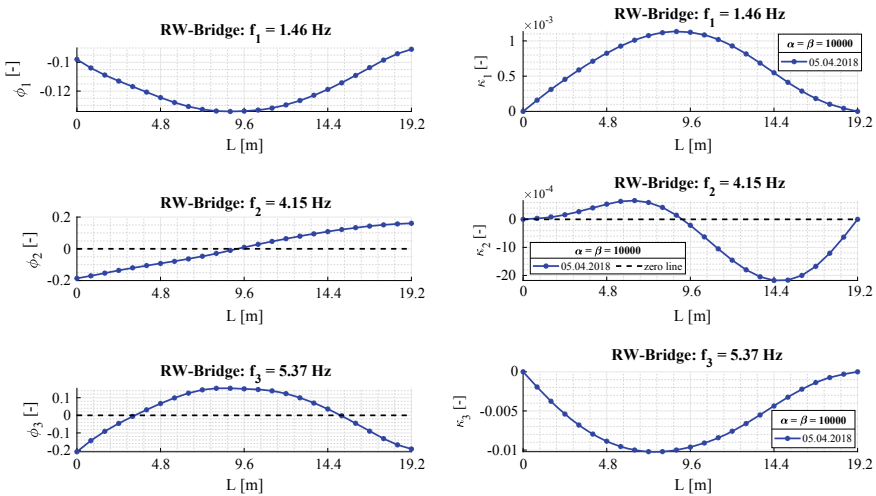 RW-Bridge: f1 = 1.46 Hz
ϕ1 [-]
-0.1
-0.12
0 4.8 9.6 14.4 19.2
L [m]
×10-3
RW-Bridge: f1 = 1.46 Hz
κ1 [-]
1
0.5
0
α = β = 10000
05.04.2018
0 4.8 9.6 14.4 19.2
L [m]
RW-Bridge: f2 = 4.15 Hz
ϕ2 [-]
0.2
0
-0.2
0 4.8 9.6 14.4 19.2
L [m]
×10-4
RW-Bridge: f2 = 4.15 Hz
κ2 [-]
0
-10
-20
α = β = 10000
05.04.2018 zero line
0 4.8 9.6 14.4 19.2
L [m]
RW-Bridge: f3 = 5.37 Hz
ϕ3 [-]
0.1
0
-0.1
-0.2
0 4.8 9.6 14.4 19.2
L [m]
RW-Bridge: f3 = 5.37 Hz
κ3 [-]
0
-0.005
-0.01
α = β = 10000
05.04.2018
0 4.8 9.6 14.4 19.2
L [m]